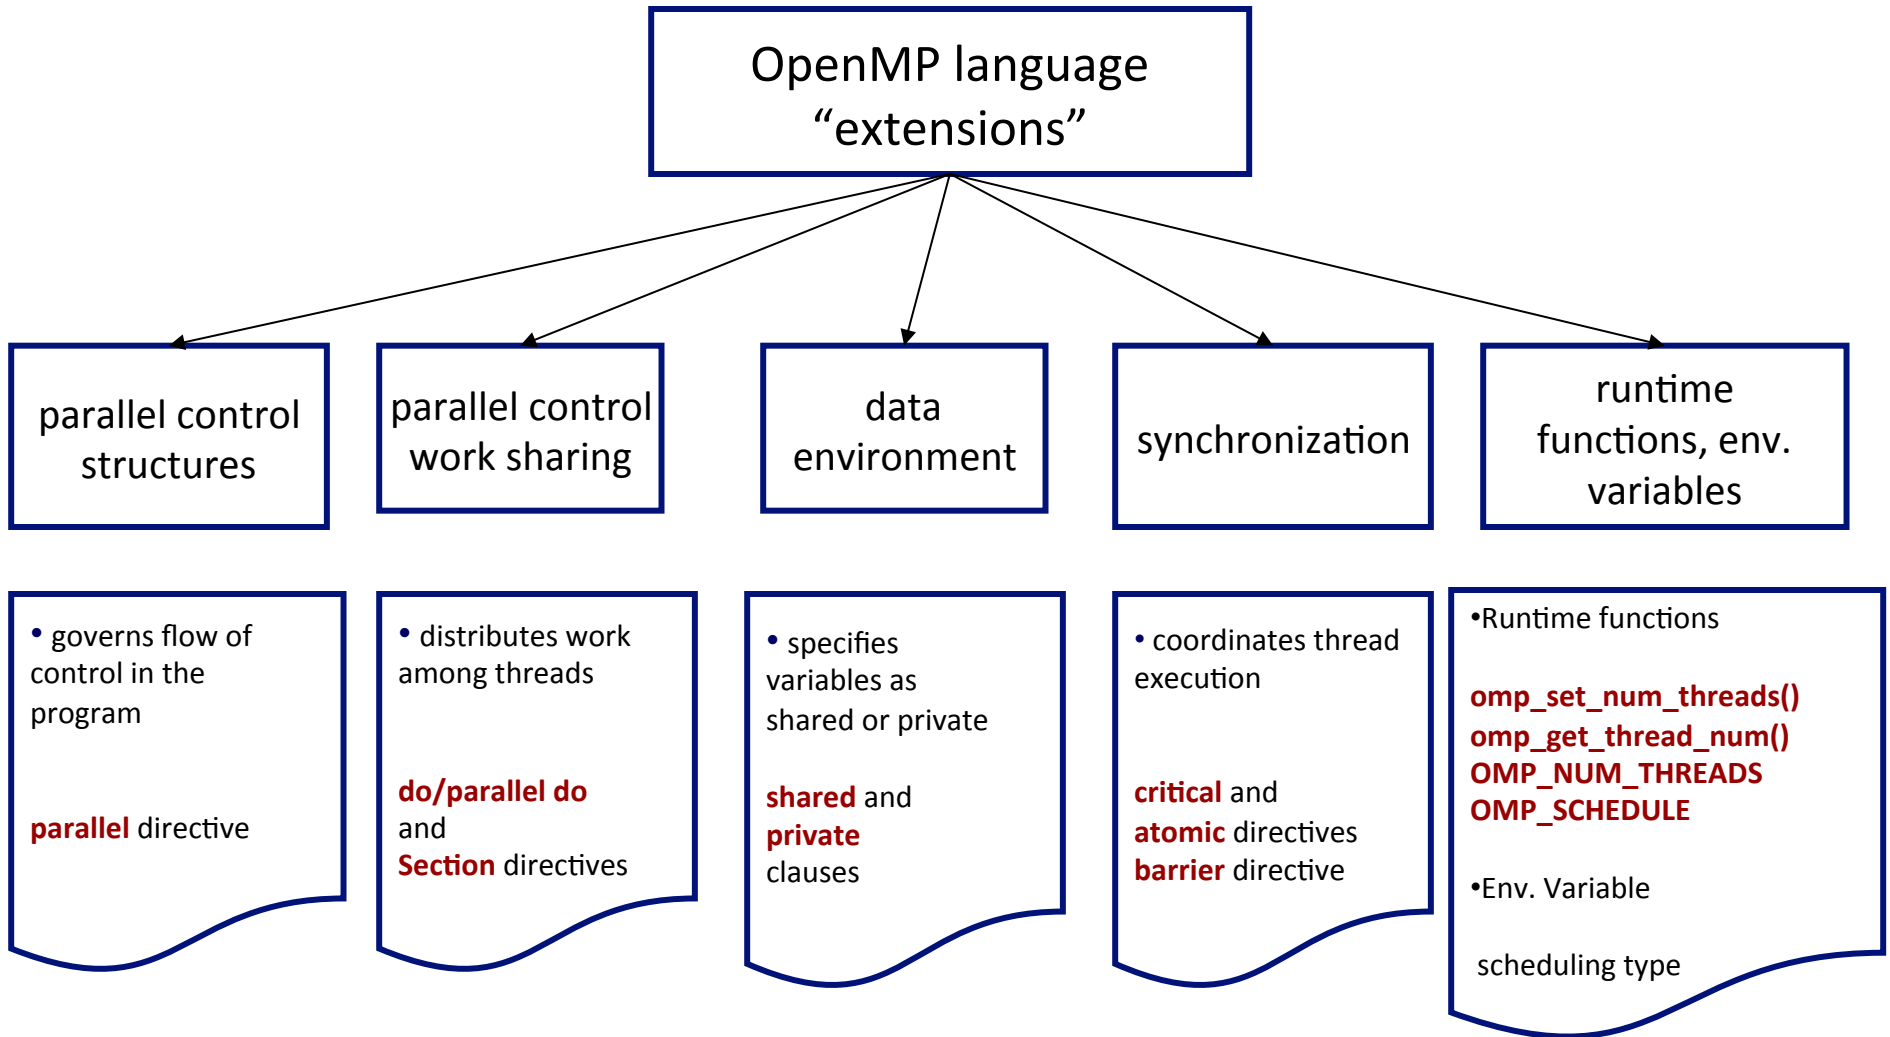 OpenMP language
“extensions”
parallel control
structures
parallel control
work sharing
data
environment
synchronization
runtime
functions, env.
variables
• governs flow of
control in the
program
parallel directive
• distributes work
among threads
do/parallel do
and
Section directives
• specifies
variables as
shared or private
shared and
private
clauses
• coordinates thread
execution
critical and
atomic directives
barrier directive
•Runtime functions
omp_set_num_threads()
omp_get_thread_num()
OMP_NUM_THREADS
OMP_SCHEDULE
•Env. Variable
scheduling type